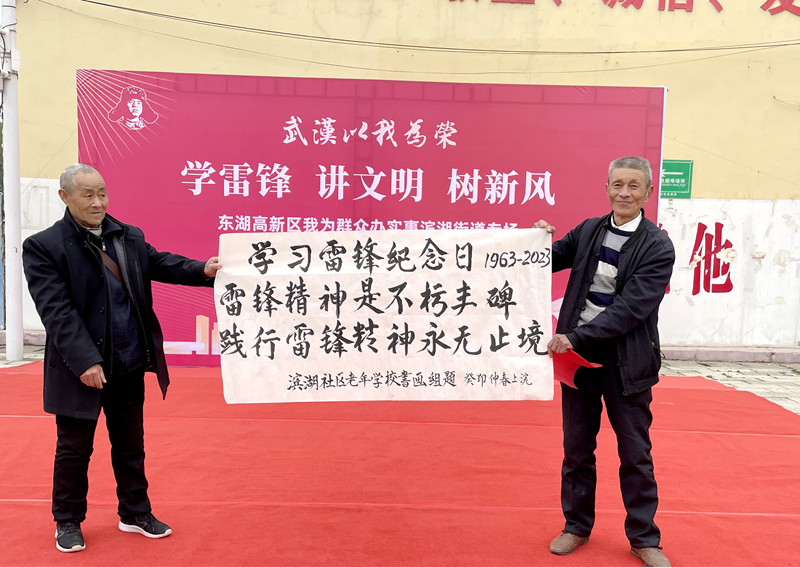 武漢以我為榮
学雷锋 讲文明 树新风
东湖高新区我为群众办实事滨湖街道专场
学习雷锋纪念日 1963-2023
雷锋精神是不朽丰碑
践行雷锋精神永无止境
滨湖社区老年学校书画组题 癸卯仲春上浣
他